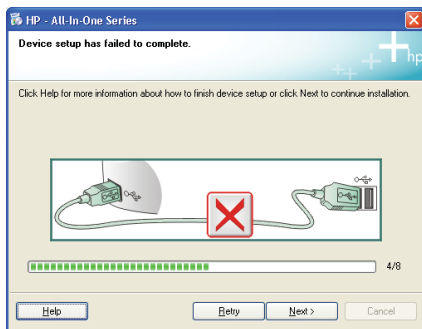 HP - All-In-One Series
Device setup has failed to complete.
hp
Click Help for more information about how to finish device setup or click Next to continue installation.
4/8
Help
Retry
Next >
Cancel